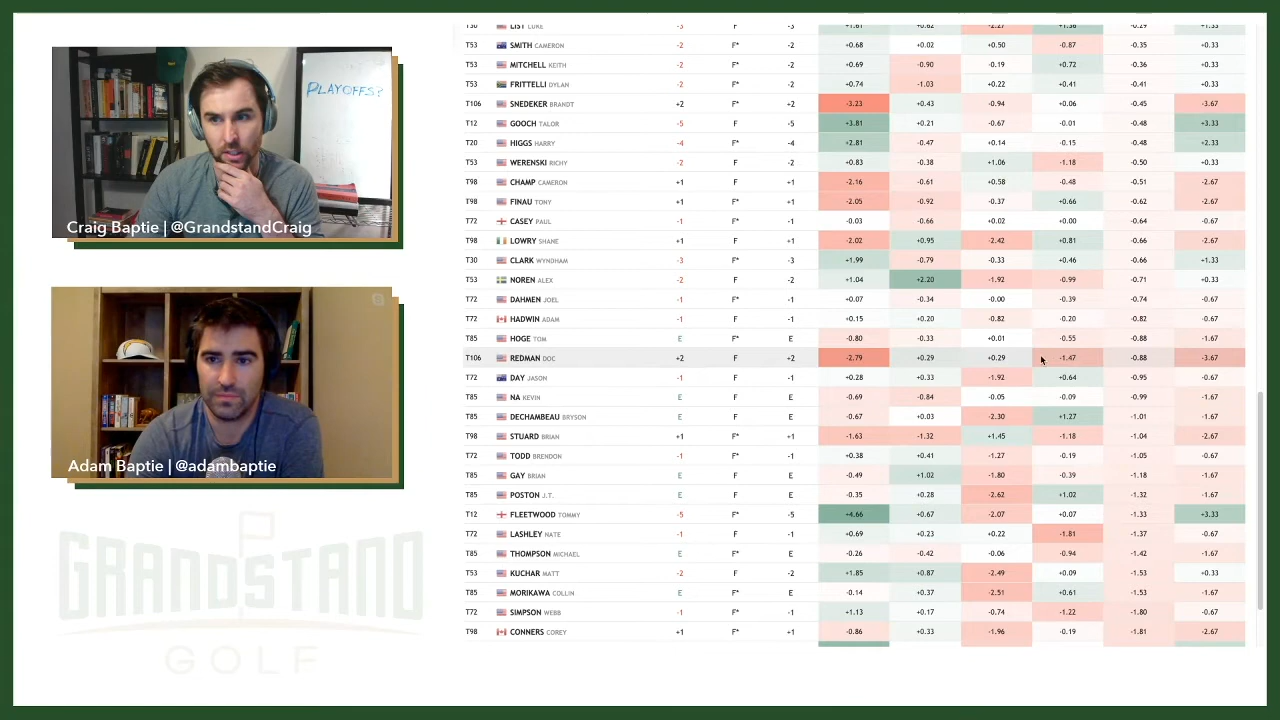 PLAYOFFS?
Craig Baptie | @GrandstandCraig
Adam Baptie | @adambaptie
GRANDSTAND
GOLF
T30 LIST LUKE -3 F -3 +1.61 +0.62 -2.27 +1.36 -0.29 +1.33
T53 SMITH CAMERON -2 F* -2 +0.68 +0.02 +0.50 -0.87 -0.35 +0.33
T53 MITCHELL KEITH -2 F* -2 +0.69 -0.90 -0.19 +0.72 -0.36 +0.33
T53 FRITTELLI DYLAN -2 F* -2 +0.74 -1.03 +0.22 +0.41 -0.41 +0.33
T106 SNEDEKER BRANDT +2 F* +2 -3.23 +0.43 -0.94 +0.06 -0.45 -3.67
T12 GOOCH TALOR -5 F -5 +3.81 +0.21 -0.67 -0.01 -0.48 +3.33
T20 HIGGS HARRY -4 F* -4 +2.81 -0.47 +0.14 -0.15 -0.48 +2.33
T53 WERENSKI RICHY -2 F -2 +0.83 -0.38 +1.06 -1.18 -0.50 +0.33
T98 CHAMP CAMERON +1 F +1 -2.16 -0.61 +0.58 -0.48 -0.51 -2.67
T98 FINAU TONY +1 F* +1 -2.05 -0.92 -0.37 +0.66 -0.62 -2.67
T72 CASEY PAUL -1 F* -1 -0.03 -0.66 +0.02 +0.00 -0.64 -0.67
T98 LOWRY SHANE +1 F +1 -2.02 +0.95 -2.42 +0.81 -0.66 -2.67
T30 CLARK WYNDHAM -3 F* -3 +1.99 -0.79 -0.33 +0.46 -0.66 +1.33
T53 NOREN ALEX -2 F -2 +1.04 +2.20 -1.92 -0.99 -0.71 +0.33
T72 DAHMEN JOEL -1 F* -1 +0.07 -0.34 -0.00 -0.39 -0.74 -0.67
T72 HADWIN ADAM -1 F -1 +0.15 +0.20 -0.82 -0.20 -0.82 -0.67
T85 HOGE TOM E F* E -0.80 -0.33 +0.01 -0.55 -0.88 -1.67
T106 REDMAN DOC +2 F +2 -2.79 +0.29 +0.29 -1.47 -0.88 -3.67
T72 DAY JASON -1 F -1 +0.28 +0.33 -1.92 +0.64 -0.95 -0.67
T85 NA KEVIN E F E -0.69 -0.84 -0.05 -0.09 -0.99 -1.67
T85 DECHAMBEAU BRYSON E F E -0.67 +0.03 -2.30 +1.27 -1.01 -1.67
T98 STUARD BRIAN +1 F* +1 -1.63 -1.32 +1.45 -1.18 -1.04 -2.67
T72 TODD BRENDON -1 F* -1 +0.38 +0.41 -1.27 -0.19 -1.05 -0.67
T85 GAY BRIAN E F E -0.49 +1.02 -1.80 -0.39 -1.18 -1.67
T85 POSTON J.T. E F E -0.35 +0.28 -2.62 +1.02 -1.32 -1.67
T12 FLEETWOOD TOMMY -5 F* -5 +4.66 +0.67 -2.07 +0.07 -1.33 +3.33
T72 LASHLEY NATE -1 F -1 +0.69 +0.23 +0.22 -1.81 -1.37 -0.67
T85 THOMPSON MICHAEL E F* E -0.26 -0.42 -0.06 -0.94 -1.42 -1.67
T53 KUCHAR MATT -2 F -2 +1.85 +0.87 -2.49 +0.09 -1.53 +0.33
T85 MORIKAWA COLLIN E F* E -0.14 +0.37 -2.51 +0.61 -1.53 -1.67
T72 SIMPSON WEBB -1 F* -1 +1.13 +0.17 -0.74 -1.22 -1.80 -0.67
T98 CONNERS COREY +1 F* +1 -0.86 +0.33 -1.96 -0.19 -1.81 -2.67